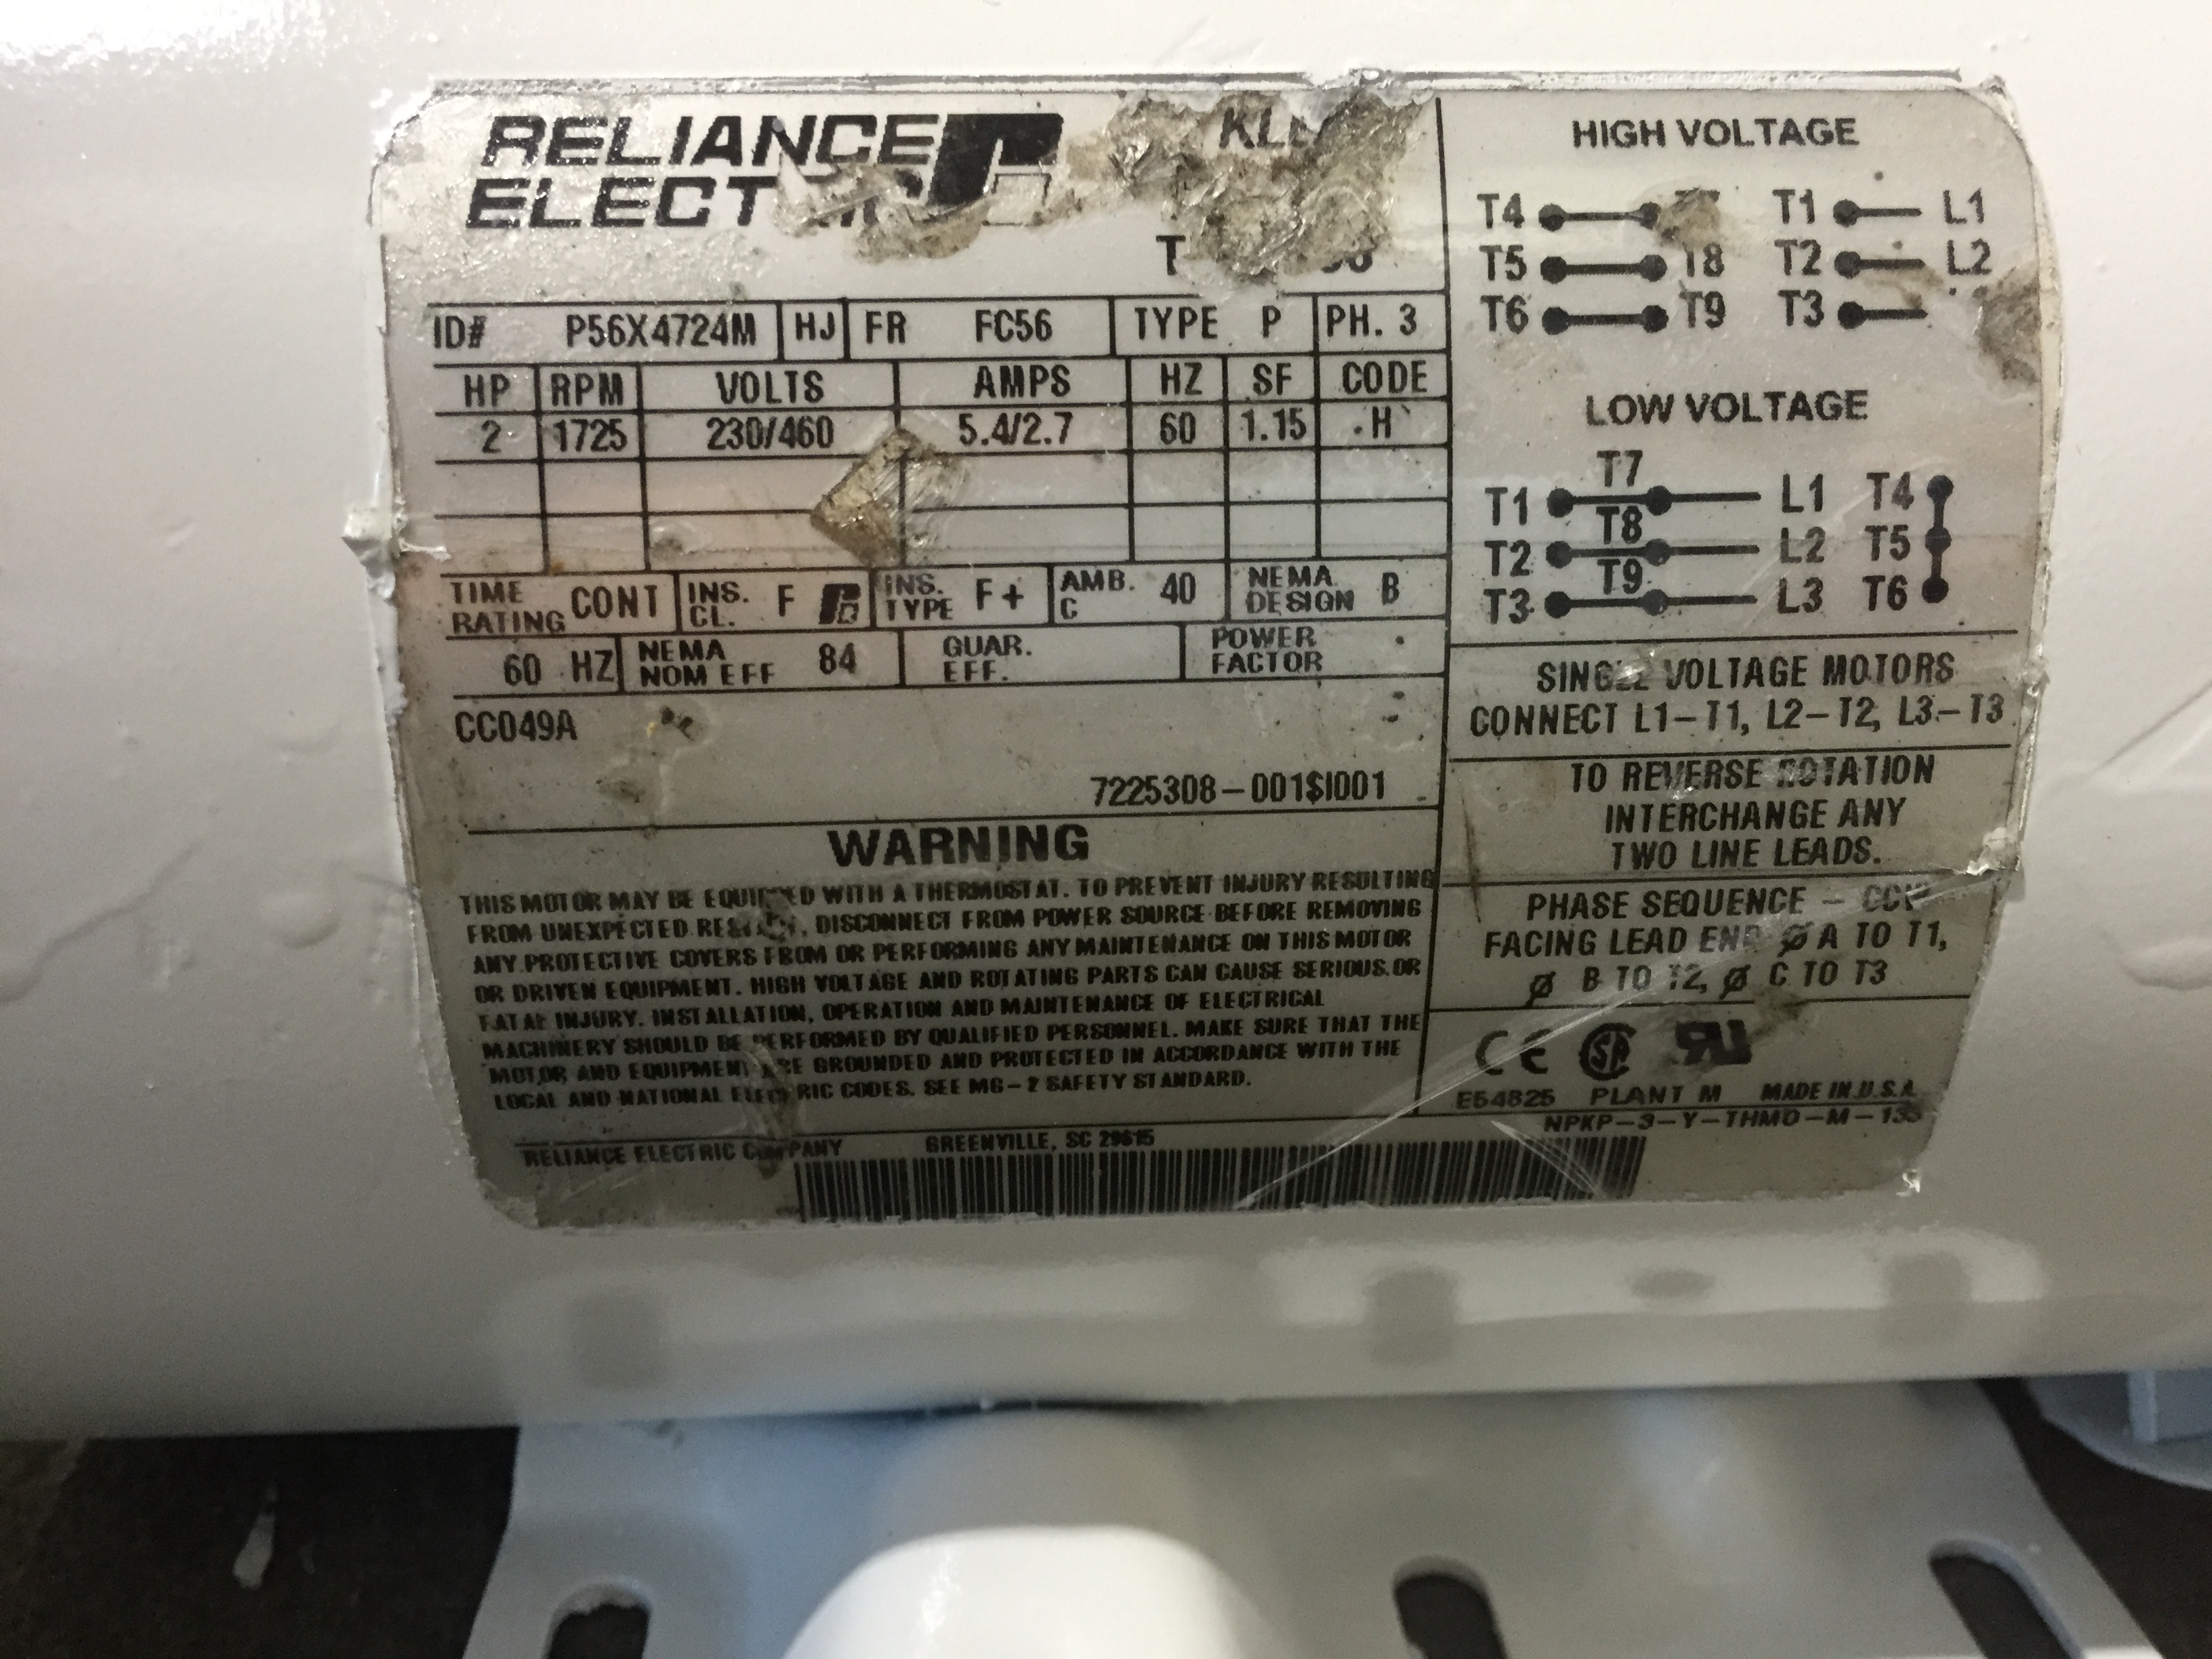 RELIANCE
ID# P56X4724M HJ FR FC56 TYPE P PH. 3
HP RPM VOLTS AMPS HZ SF CODE
2 1725 230/460 5.4/2.7 60 1.15 H
TIME RATING CONT INS. CL. F INS. TYPE F+ AMB. C 40 NEMA DESIGN B
60 HZ NEMA NOM EFF 84 GUAR. EFF. POWER FACTOR
CC049A
7225308-001$I001
WARNING
THIS MOTOR MAY BE WITH A THERMOSTAT. TO PREVENT INJURY RESULTING
FROM UNEXPECTED DISCONNECT FROM POWER SOURCE BEFORE REMOVING
ANY PROTECTIVE COVERS FROM OR PERFORMING ANY MAINTENANCE ON THIS MOTOR
OR DRIVEN EQUIPMENT. HIGH VOLTAGE AND ROTATING PARTS CAN CAUSE SERIOUS OR
FATAL INJURY. INSTALLATION, OPERATION AND MAINTENANCE OF ELECTRICAL
MACHINERY SHOULD BE PERFORMED BY QUALIFIED PERSONNEL. MAKE SURE THAT THE
MOTOR AND EQUIPMENT ARE GROUNDED AND PROTECTED IN ACCORDANCE WITH THE
LOCAL AND NATIONAL ELECTRIC CODES. SEE MG-2 SAFETY STANDARD.
RELIANCE ELECTRIC COMPANY GREENVILLE, SC 29615
HIGH VOLTAGE
T4 T1 L1
T5 T8 T2 L2
T6 T9 T3
LOW VOLTAGE
T7
T1 L1 T4
T8
T2 L2 T5
T9
T3 L3 T6
SINGLE VOLTAGE MOTORS
CONNECT L1-T1, L2-T2, L3-T3
TO REVERSE ROTATION
INTERCHANGE ANY
TWO LINE LEADS.
PHASE SEQUENCE - CCW
FACING LEAD END Ø A TO T1,
Ø B TO T2, Ø C TO T3
CE SA RU
E54825 PLANT M MADE IN U.S.A.